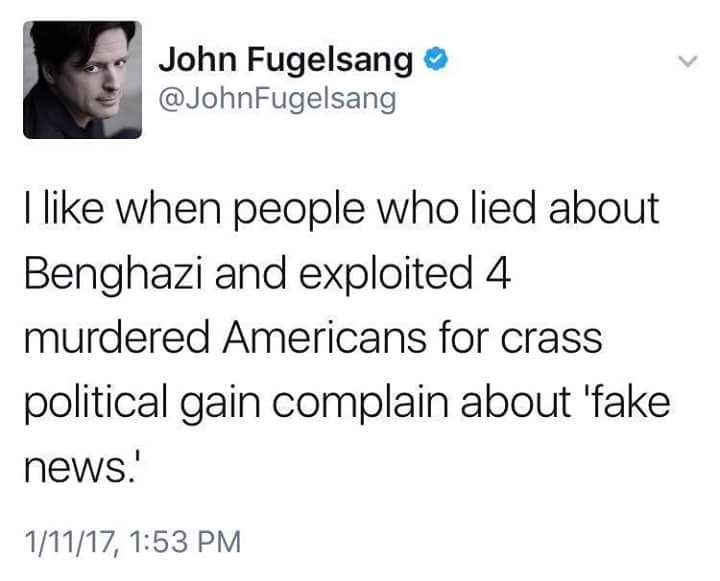 John Fugelsang
@JohnFugelsang
I like when people who lied about
Benghazi and exploited 4
murdered Americans for crass
political gain complain about 'fake
news.'
1/11/17, 1:53 PM